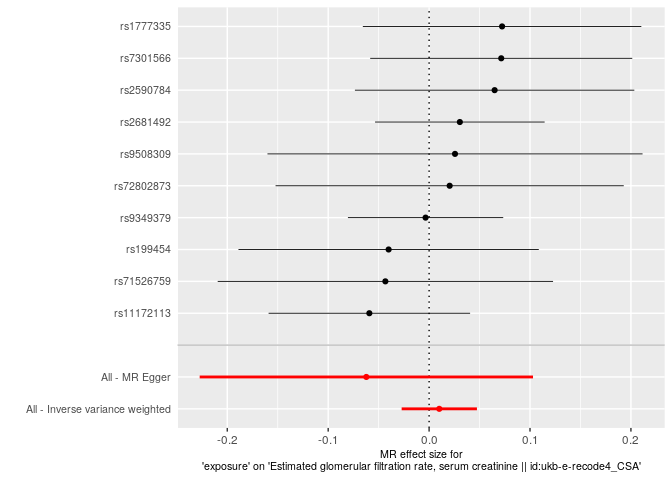 rs1777335
rs7301566
rs2590784
rs2681492
rs9508309
rs72802873
rs9349379
rs199454
rs71526759
rs11172113
All - MR Egger
All - Inverse variance weighted
-0.2 -0.1 0.0 0.1 0.2
MR effect size for
'exposure' on 'Estimated glomerular filtration rate, serum creatinine || id:ukb-e-recode4_CSA'